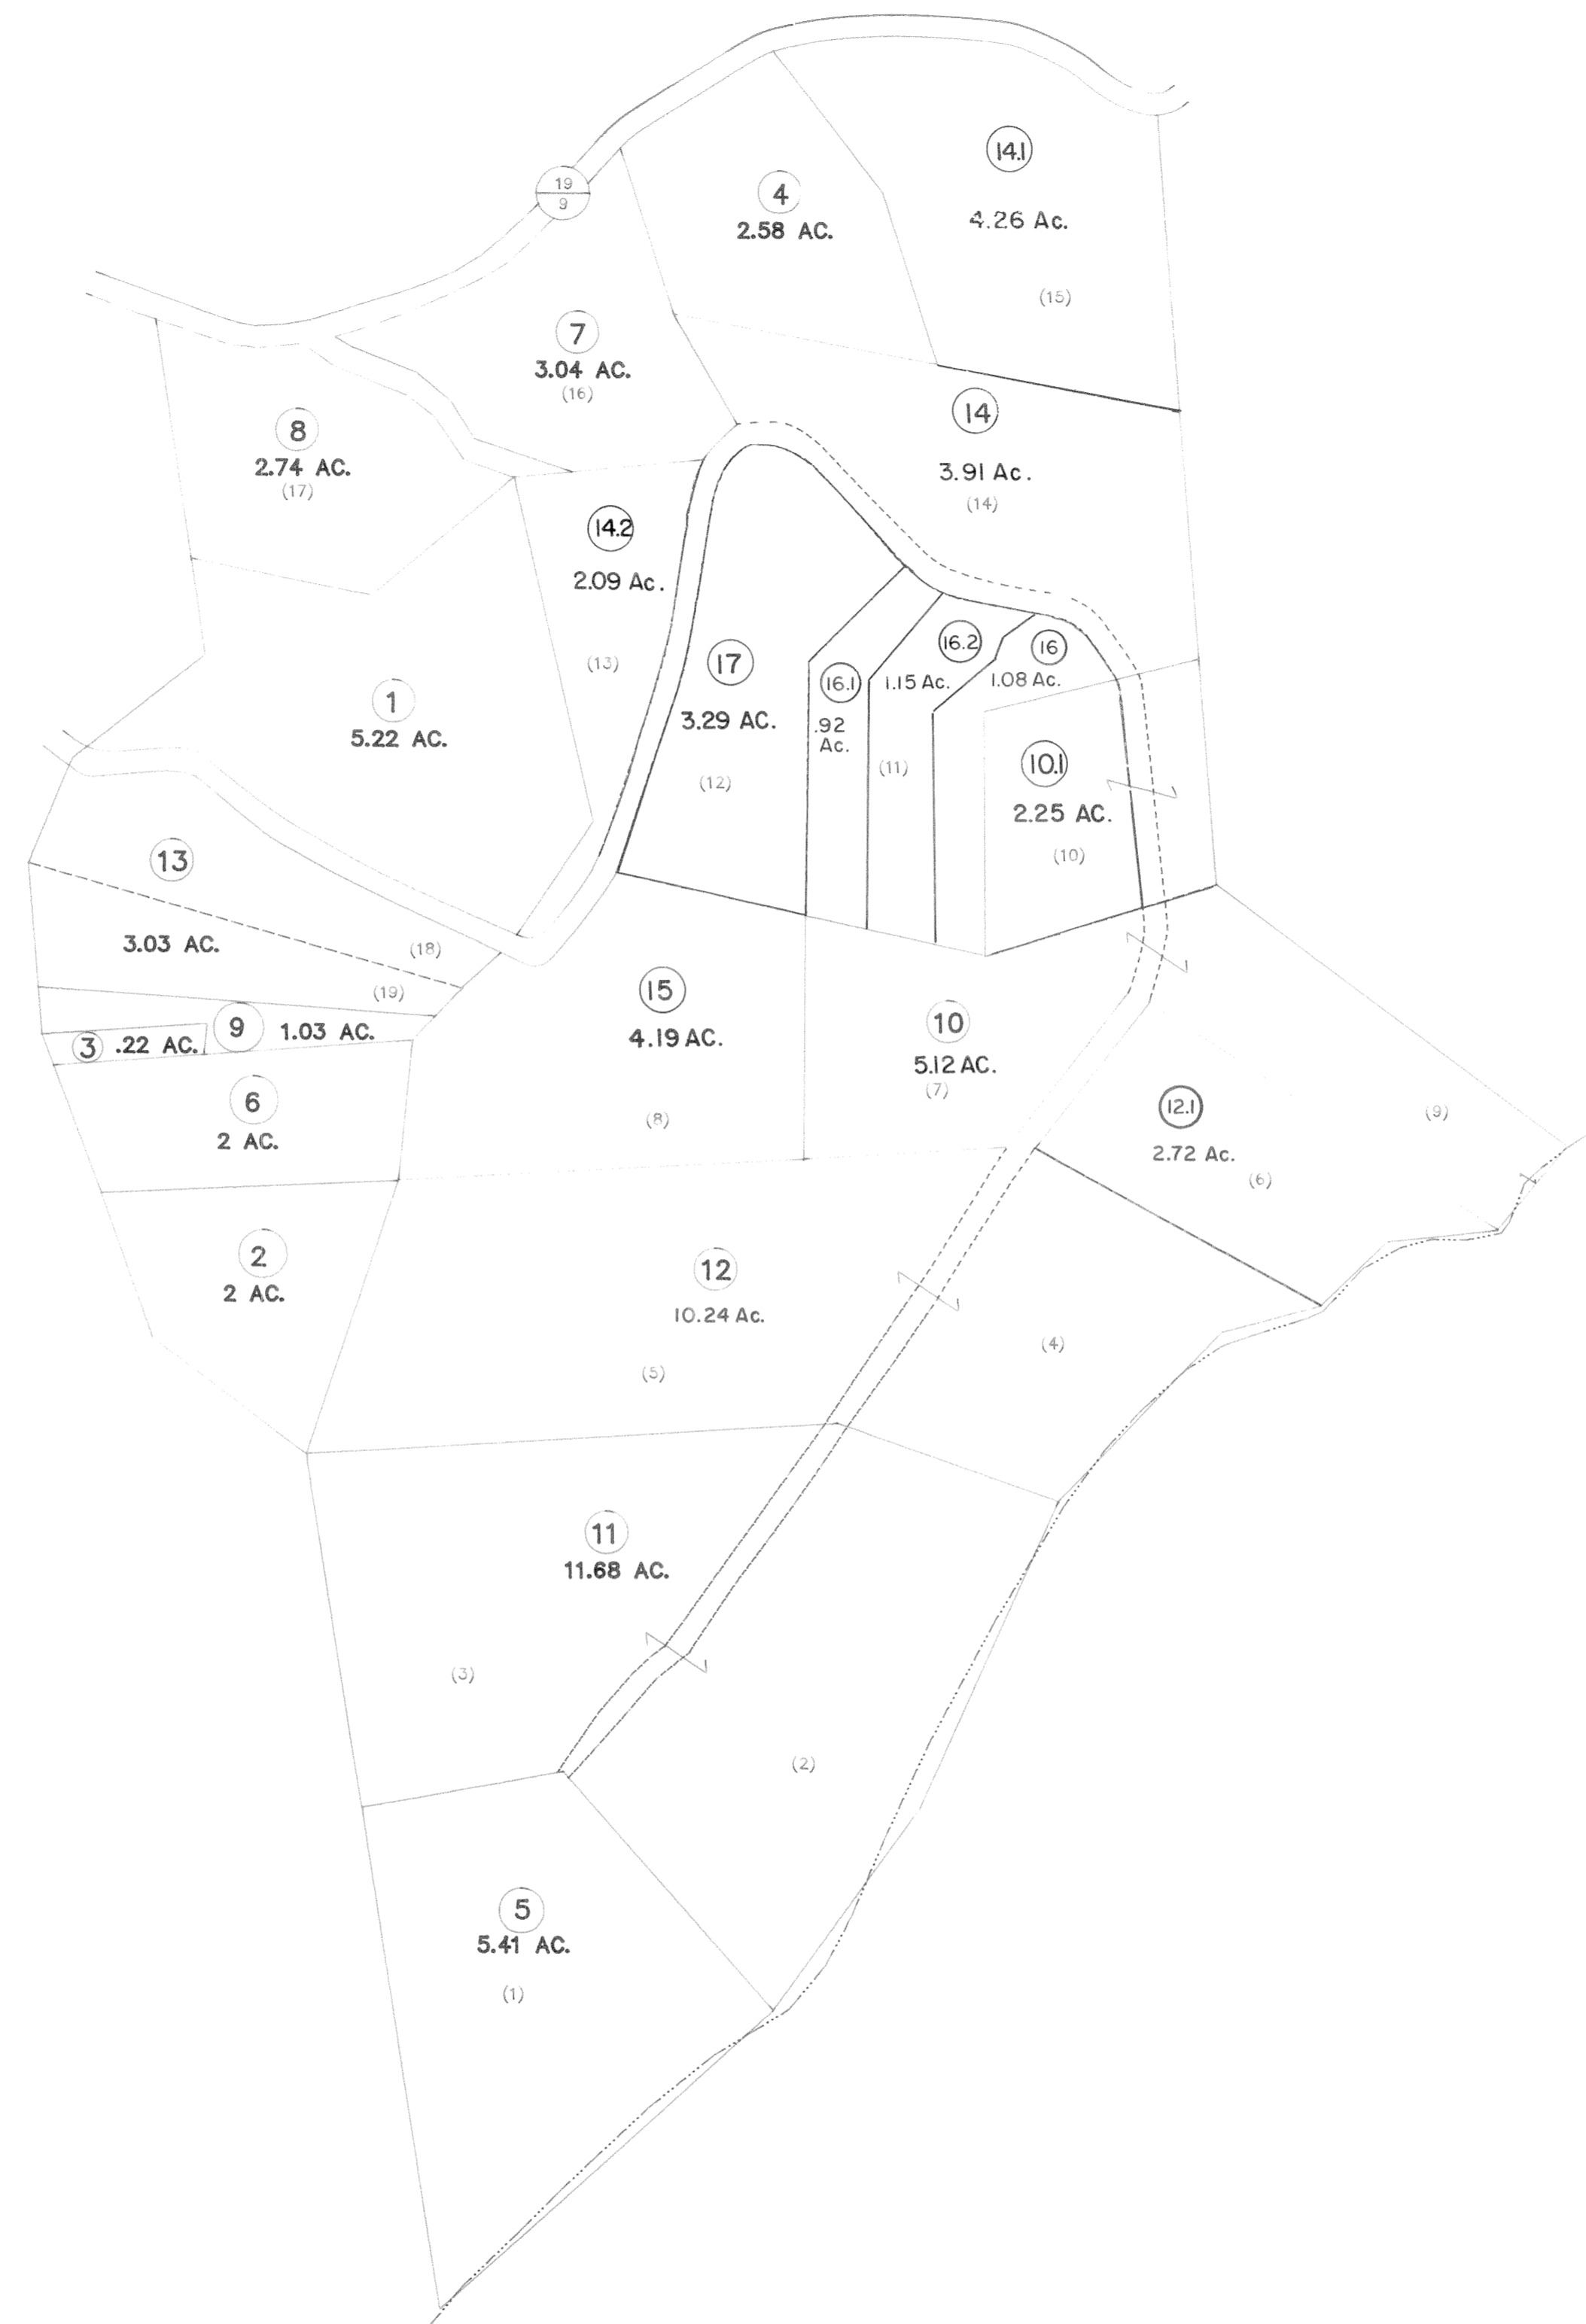 14.1
19
9
4
4.26 Ac.
2.58 AC.
(15)
7
3.04 AC.
(16)
14
8
2.74 AC.
(17)
3.91 Ac.
(14)
14.2
2.09 Ac.
16.2
16
(13)
17
16.1
1.15 Ac.
1.08 Ac.
1
5.22 AC.
3.29 AC.
.92
Ac.
(12)
(11)
10.1
2.25 AC.
(10)
13
3.03 AC.
(18)
(19)
15
4.19 AC.
(8)
9
1.03 AC.
3
.22 AC.
10
5.12 AC.
(7)
6
2 AC.
12.1
2.72 Ac.
(9)
(6)
2
2 AC.
12
10.24 Ac.
(5)
(4)
11
11.68 AC.
(3)
(2)
5
5.41 AC.
(1)